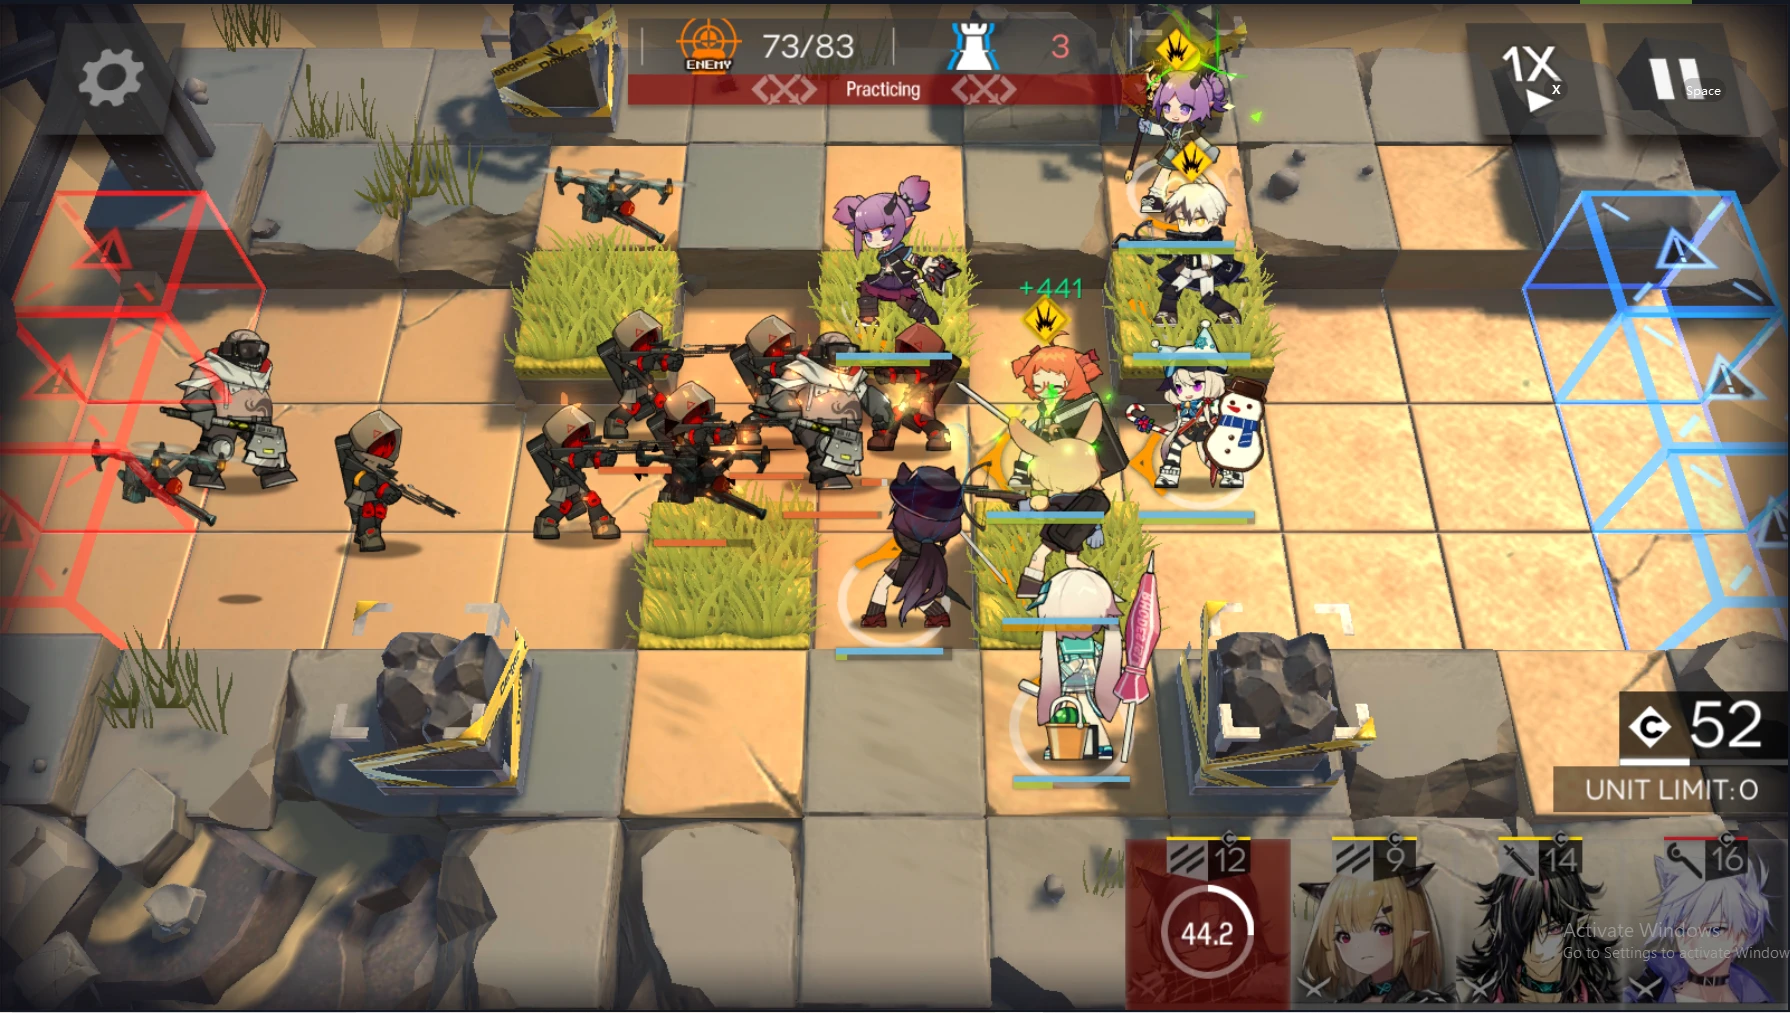 73/83
3
ENEMY
Practicing
1X
X
Space
+441
RHODES
52
UNIT LIMIT:0
12
9
14
16
44.2
Activate Windows
Go to Settings to activate Window